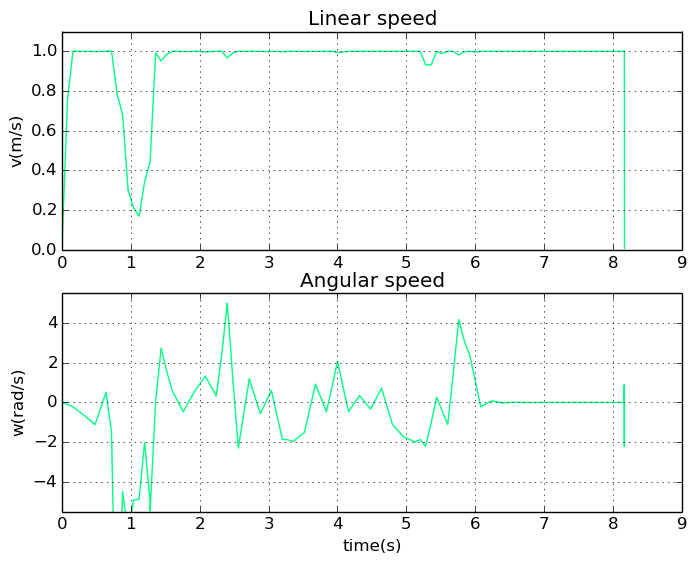 Linear speed
v(m/s)
1.0
0.8
0.6
0.4
0.2
0.0
0 1 2 3 4 5 6 7 8 9
Angular speed
w(rad/s)
4
2
0
−2
−4
0 1 2 3 4 5 6 7 8 9
time(s)